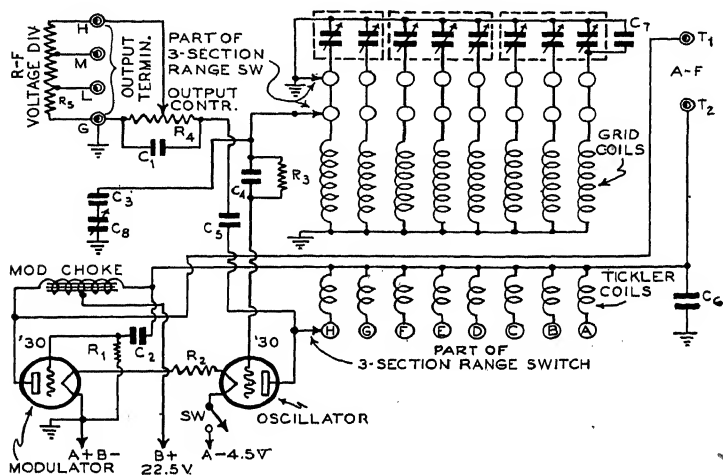 R-F
VOLTAGE DIV.
H
M
L
G
R5
OUTPUT
TERMIN.
PART OF
3-SECTION
RANGE SW.
OUTPUT
CONTR.
R4
C1
C3
C8
C4
R3
C5
C7
T1
A-F
T2
GRID
COILS
MOD CHOKE
TICKLER
COILS
C6
H G F E D C B A
PART OF
3-SECTION RANGE SWITCH
'30
R1
C2
R2
'30
SW
OSCILLATOR
MODULATOR
A+B-
B+
22.5V.
A-4.5V